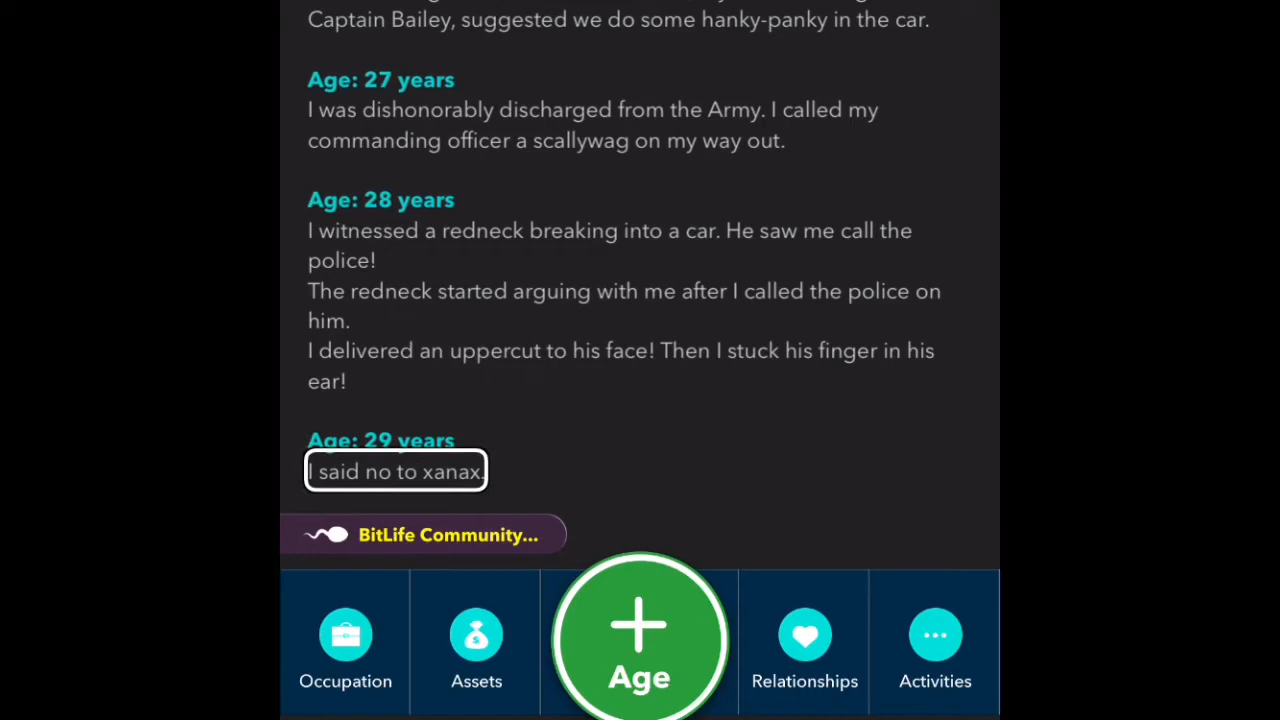 Captain Bailey, suggested we do some hanky-panky in the car.
Age: 27 years
I was dishonorably discharged from the Army. I called my
commanding officer a scallywag on my way out.
Age: 28 years
I witnessed a redneck breaking into a car. He saw me call the
police!
The redneck started arguing with me after I called the police on
him.
I delivered an uppercut to his face! Then I stuck his finger in his
ear!
Age: 29 years
I said no to xanax.
BitLife Community...
Occupation
Assets
Age
Relationships
Activities